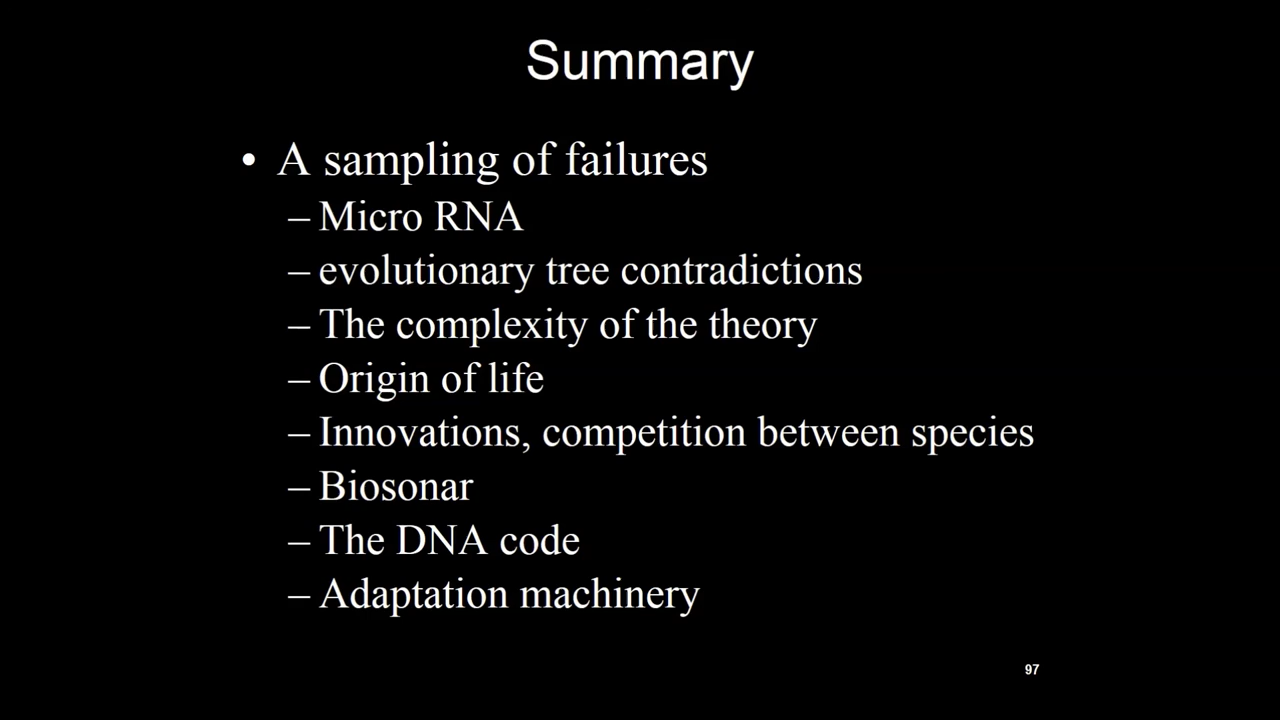 Summary
• A sampling of failures
– Micro RNA
– evolutionary tree contradictions
– The complexity of the theory
– Origin of life
– Innovations, competition between species
– Biosonar
– The DNA code
– Adaptation machinery
97